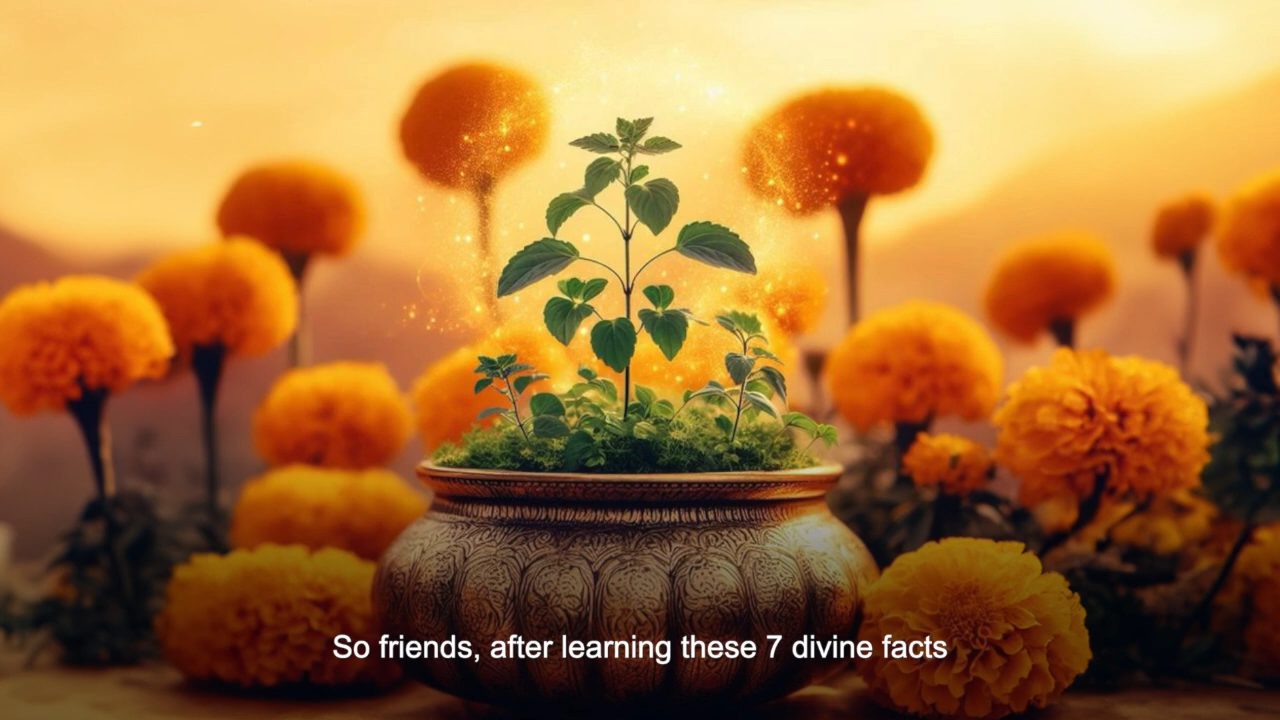 So friends, after learning these 7 divine facts